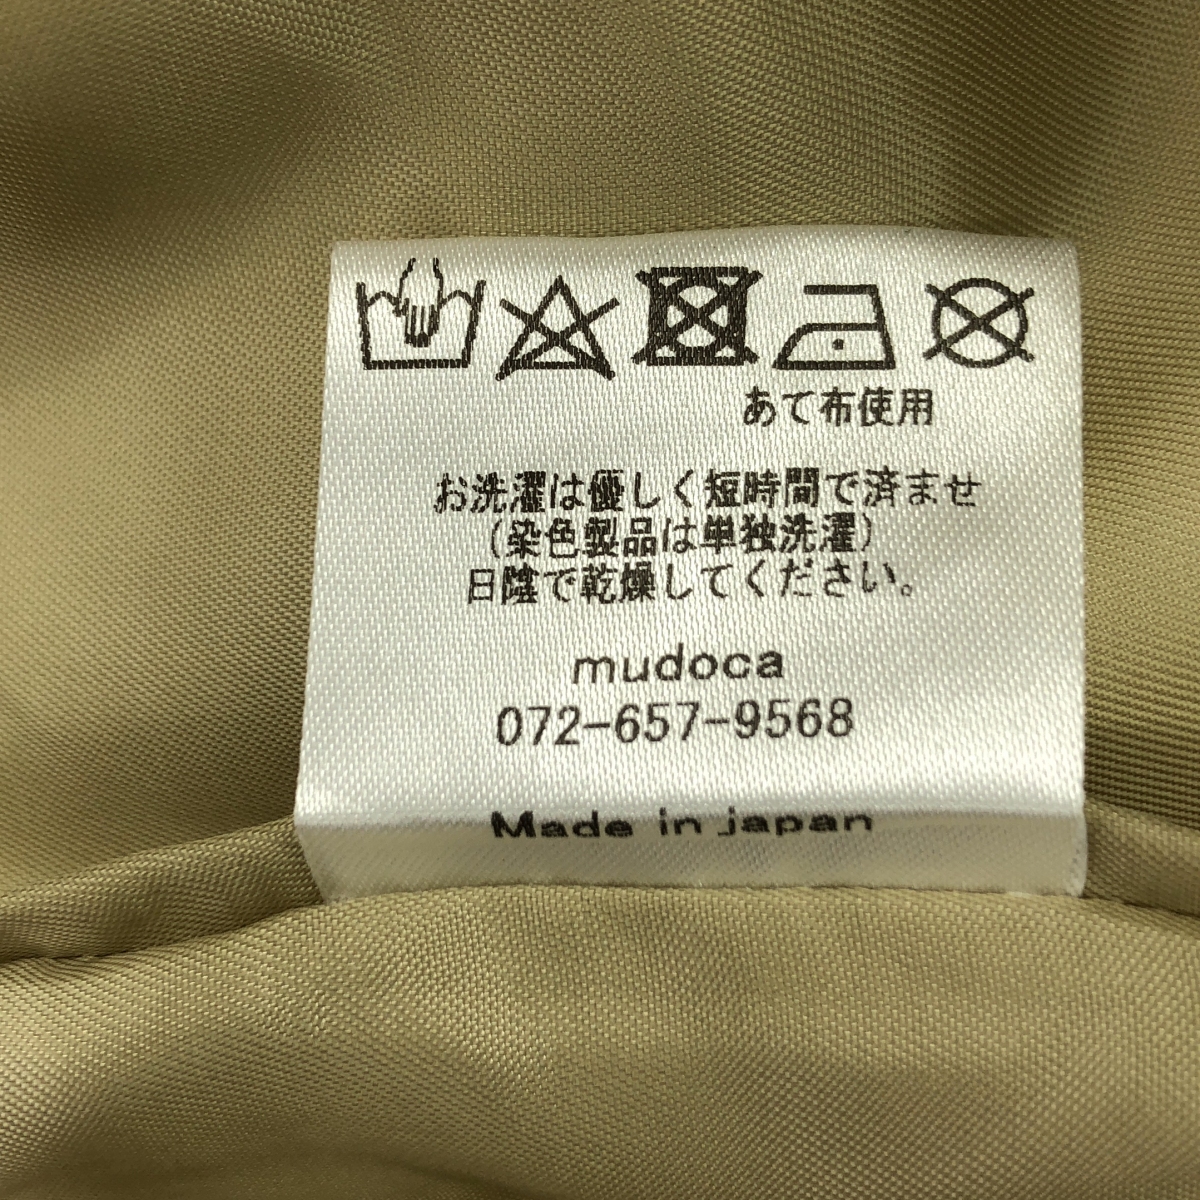 あて布使用
お洗濯は優しく短時間で済ませ
(染色製品は単独洗濯)
日陰で乾燥してください。
mudoca
072-657-9568
Made in japan